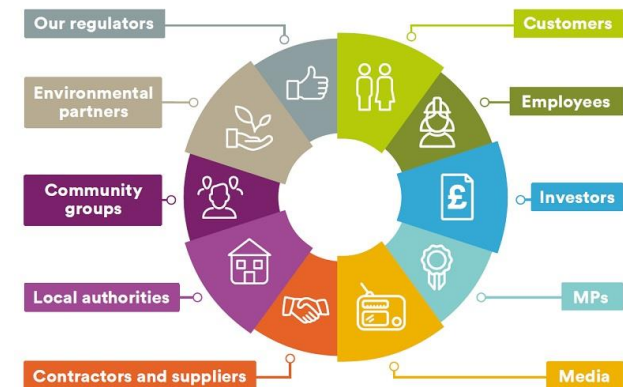 Our regulators
Customers
Environmental
partners
Employees
Community
groups
£
Investors
Local authorities
MPs
Contractors and suppliers
Media